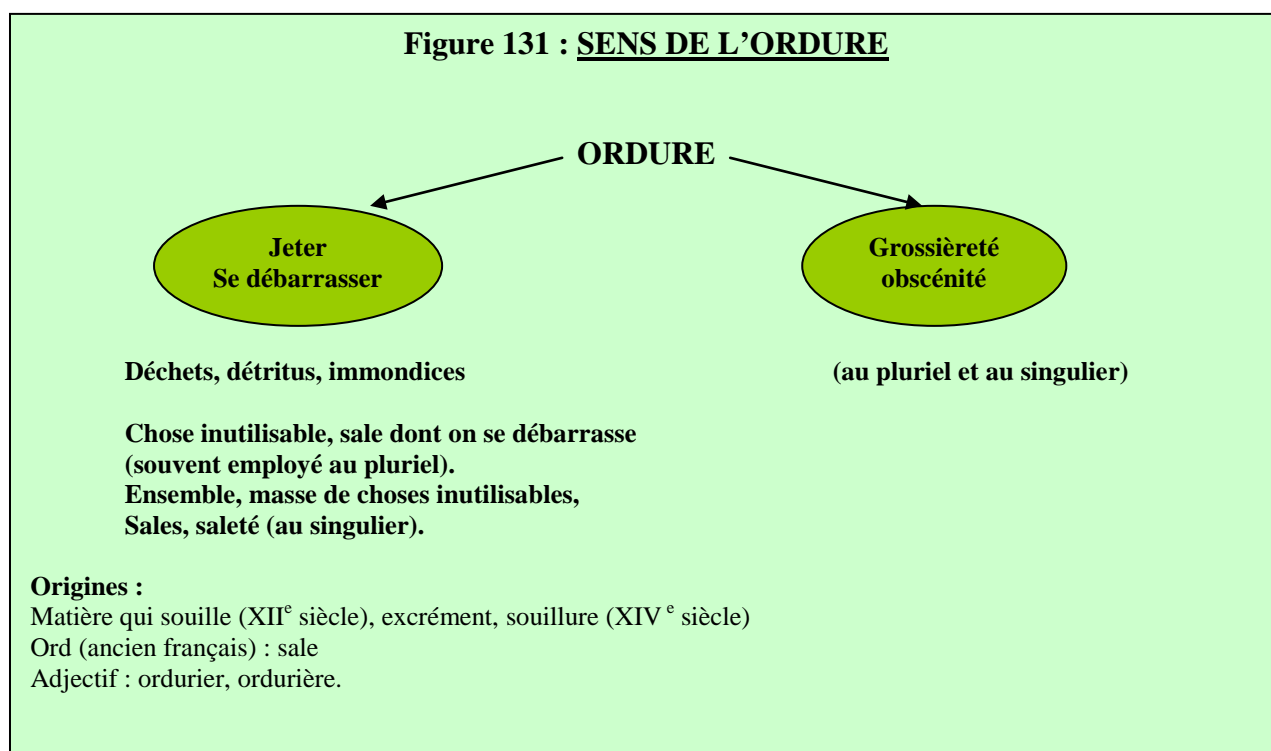 Figure 131 : SENS DE L’ORDURE
ORDURE
Jeter
Se débarrasser
Grossièreté
obscénité
Déchets, détritus, immondices
(au pluriel et au singulier)
Chose inutilisable, sale dont on se débarrasse
(souvent employé au pluriel).
Ensemble, masse de choses inutilisables,
Sales, saleté (au singulier).
Origines :
Matière qui souille (XIIe siècle), excrément, souillure (XIV e siècle)
Ord (ancien français) : sale
Adjectif : ordurier, ordurière.